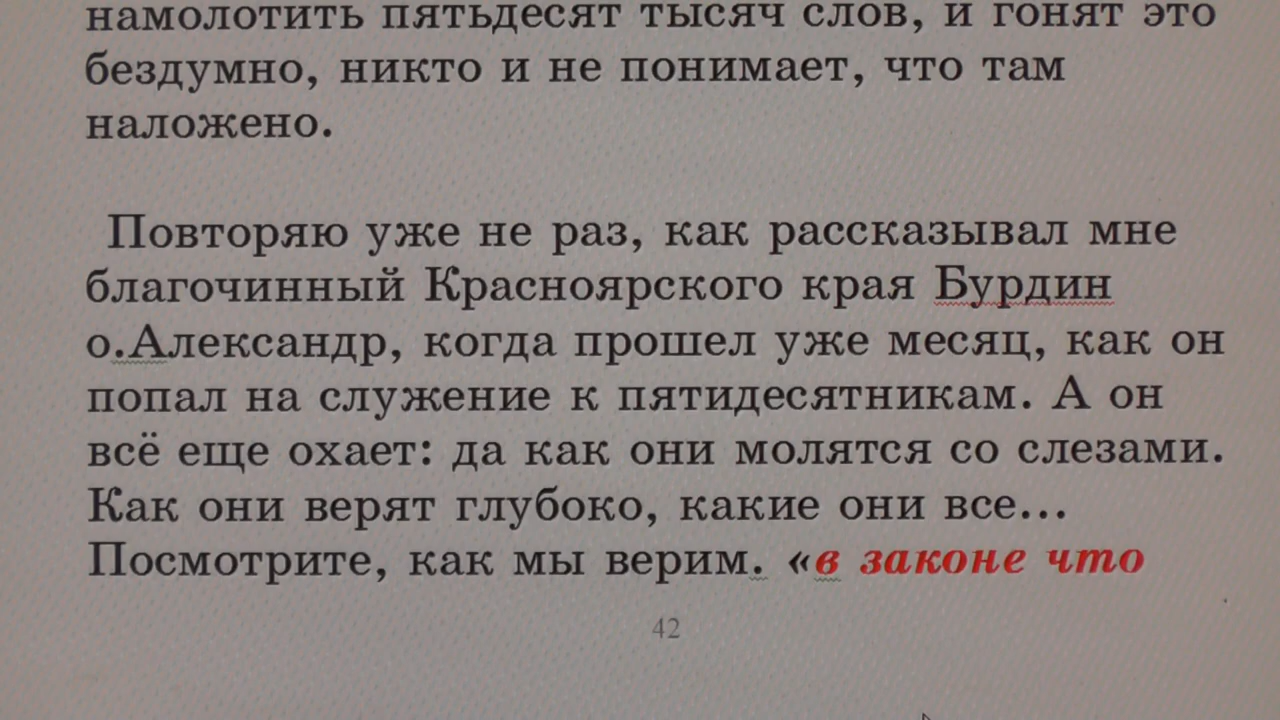 намолотить пятьдесят тысяч слов, и гонят это
бездумно, никто и не понимает, что там
наложено.
Повторяю уже не раз, как рассказывал мне
благочинный Красноярского края Бурдин
о.Александр, когда прошел уже месяц, как он
попал на служение к пятидесятникам. А он
всё еще охает: да как они молятся со слезами.
Как они верят глубоко, какие они все...
Посмотрите, как мы верим. «в законе что
42